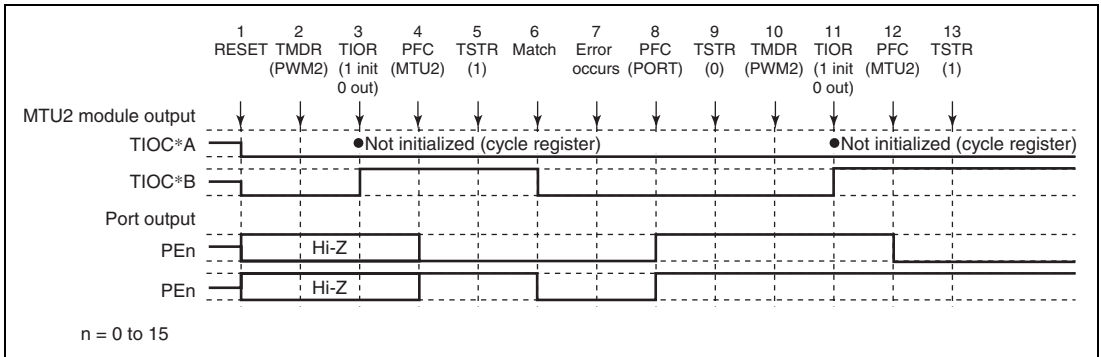 1 2 3 4 5 6 7 8 9 10 11 12 13
RESET TMDR TIOR PFC TSTR Match Error PFC TSTR TMDR TIOR PFC TSTR
(PWM2) (1 init (MTU2) (1) occurs (PORT) (0) (PWM2) (1 init (MTU2) (1)
0 out) 0 out)
MTU2 module output
TIOC*A ●Not initialized (cycle register) ●Not initialized (cycle register)
TIOC*B
Port output
PEn Hi-Z
PEn Hi-Z
n = 0 to 15